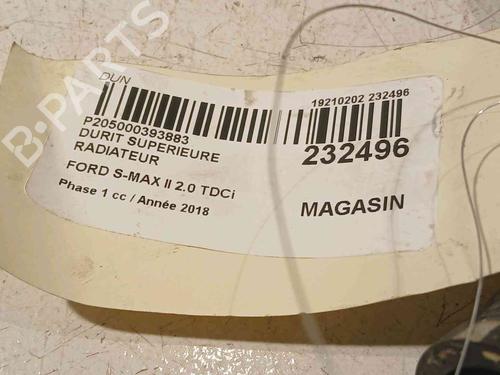 B-PARTS
DUN
P205000393883
DURIT SUPERIEURE
RADIATEUR
FORD S-MAX II 2.0 TDCi
Phase 1 cc / Année 2018
19210202 232496
232496
MAGASIN